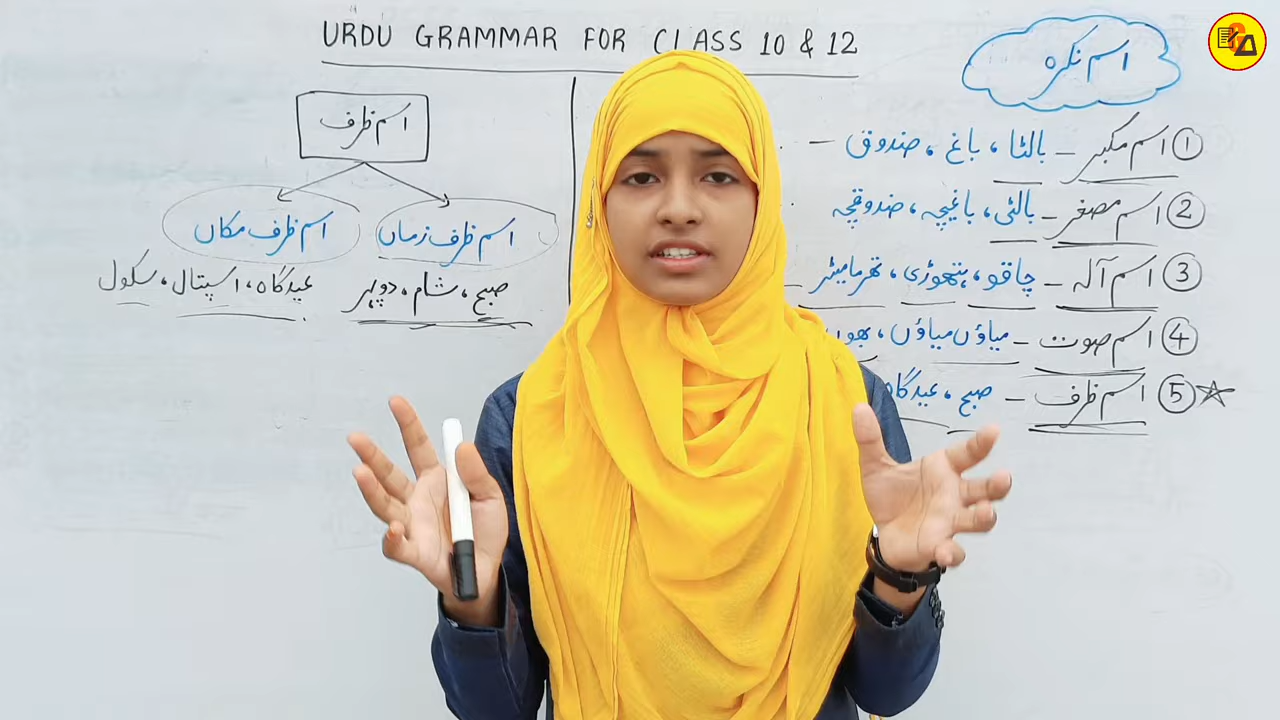 URDU GRAMMAR FOR CLASS 10 & 12
اسم نکرہ
① اسم مکبر – بالٹا، باغ، صندوق –
② اسم مصغر – بالٹی، باغیچہ، صندوقچہ
③ اسم آلہ – چاقو، ہتھوڑی، تھرمامیٹر –
④ اسم صوت – میاؤں میاؤں،
⑤ اسم ظرف – صبح، عیدگاہ
اسم ظرف
اسم ظرف زماں
صبح، شام، دوپہر
اسم ظرف مکاں
عیدگاہ، اسپتال، سکول